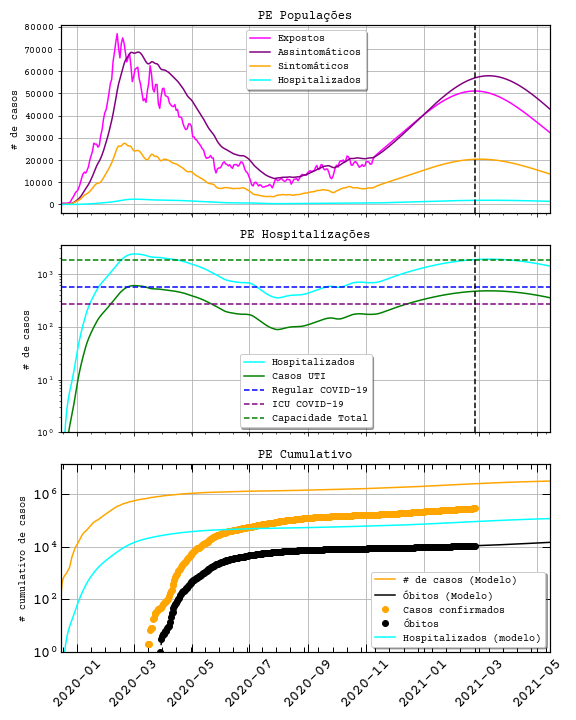 PE Populações
80000
70000
60000
50000
40000
30000
20000
10000
0
# de casos
Expostos
Assintomáticos
Sintomáticos
Hospitalizados
PE Hospitalizações
10³
10²
10¹
10⁰
# de casos
Hospitalizados
Casos UTI
Regular COVID-19
ICU COVID-19
Capacidade Total
PE Cumulativo
10⁶
10⁴
10²
10⁰
# cumulativo de casos
# de casos (Modelo)
Óbitos (Modelo)
Casos confirmados
Óbitos
Hospitalizados (modelo)
2020-01
2020-03
2020-05
2020-07
2020-09
2020-11
2021-01
2021-03
2021-05